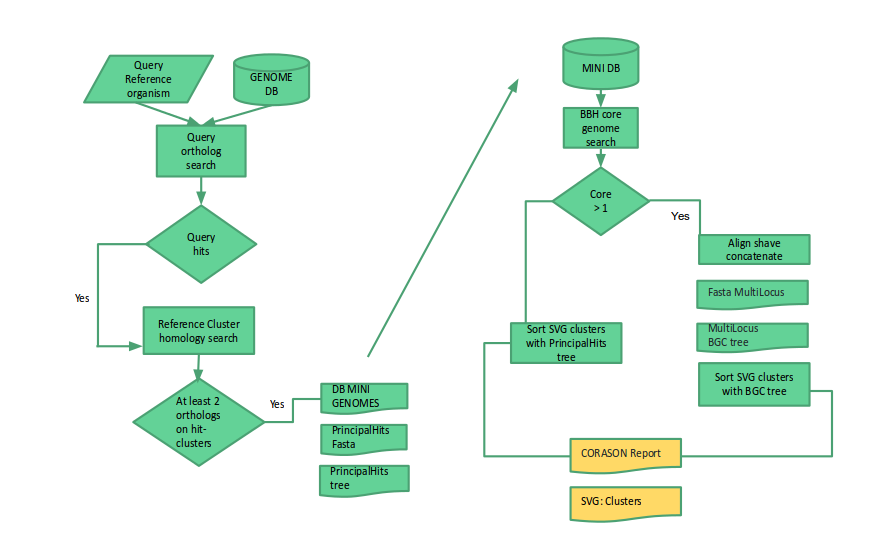 Query
Reference
organism
GENOME
DB
Query
ortholog
search
Query
hits
Yes
Reference Cluster
homology search
At least 2
orthologs
on hit-
clusters
Yes
DB MINI
GENOMES
PrincipalHits
Fasta
PrincipalHits
tree
MINI DB
BBH core
genome
search
Core
> 1
Yes
Align shave
concatenate
Fasta MultiLocus
MultiLocus
BGC tree
Sort SVG clusters
with PrincipalHits
tree
Sort SVG clusters
with BGC tree
CORASON Report
SVG: Clusters